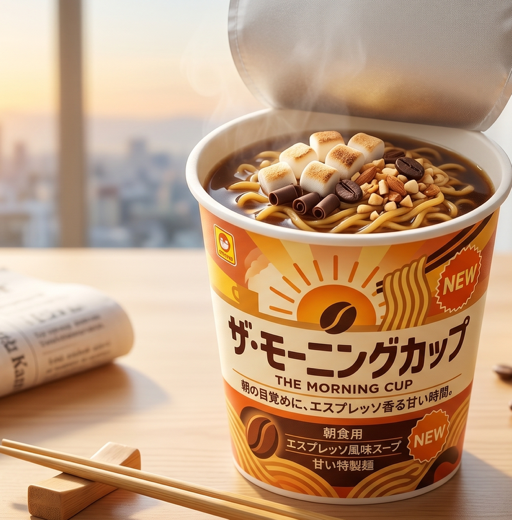 NEW
ザ・モーニングカップ
THE MORNING CUP
朝の目覚めに、エスプレッソ香る甘い時間。
朝食用
エスプレッソ風味スープ
甘い特製麺
NEW